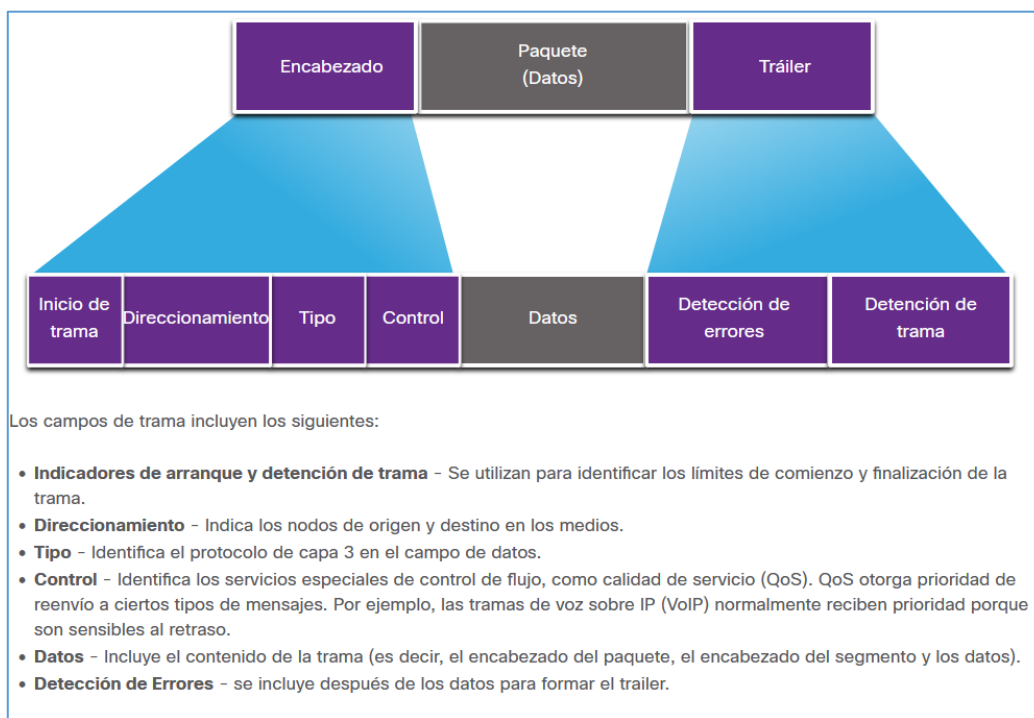 Encabezado
Paquete
(Datos)
Tráiler
Inicio de
trama
Direccionamiento
Tipo
Control
Datos
Detección de
errores
Detención de
trama
Los campos de trama incluyen los siguientes:
• Indicadores de arranque y detención de trama - Se utilizan para identificar los límites de comienzo y finalización de la
trama.
• Direccionamiento - Indica los nodos de origen y destino en los medios.
• Tipo - Identifica el protocolo de capa 3 en el campo de datos.
• Control - Identifica los servicios especiales de control de flujo, como calidad de servicio (QoS). QoS otorga prioridad de
reenvío a ciertos tipos de mensajes. Por ejemplo, las tramas de voz sobre IP (VoIP) normalmente reciben prioridad porque
son sensibles al retraso.
• Datos - Incluye el contenido de la trama (es decir, el encabezado del paquete, el encabezado del segmento y los datos).
• Detección de Errores - se incluye después de los datos para formar el trailer.